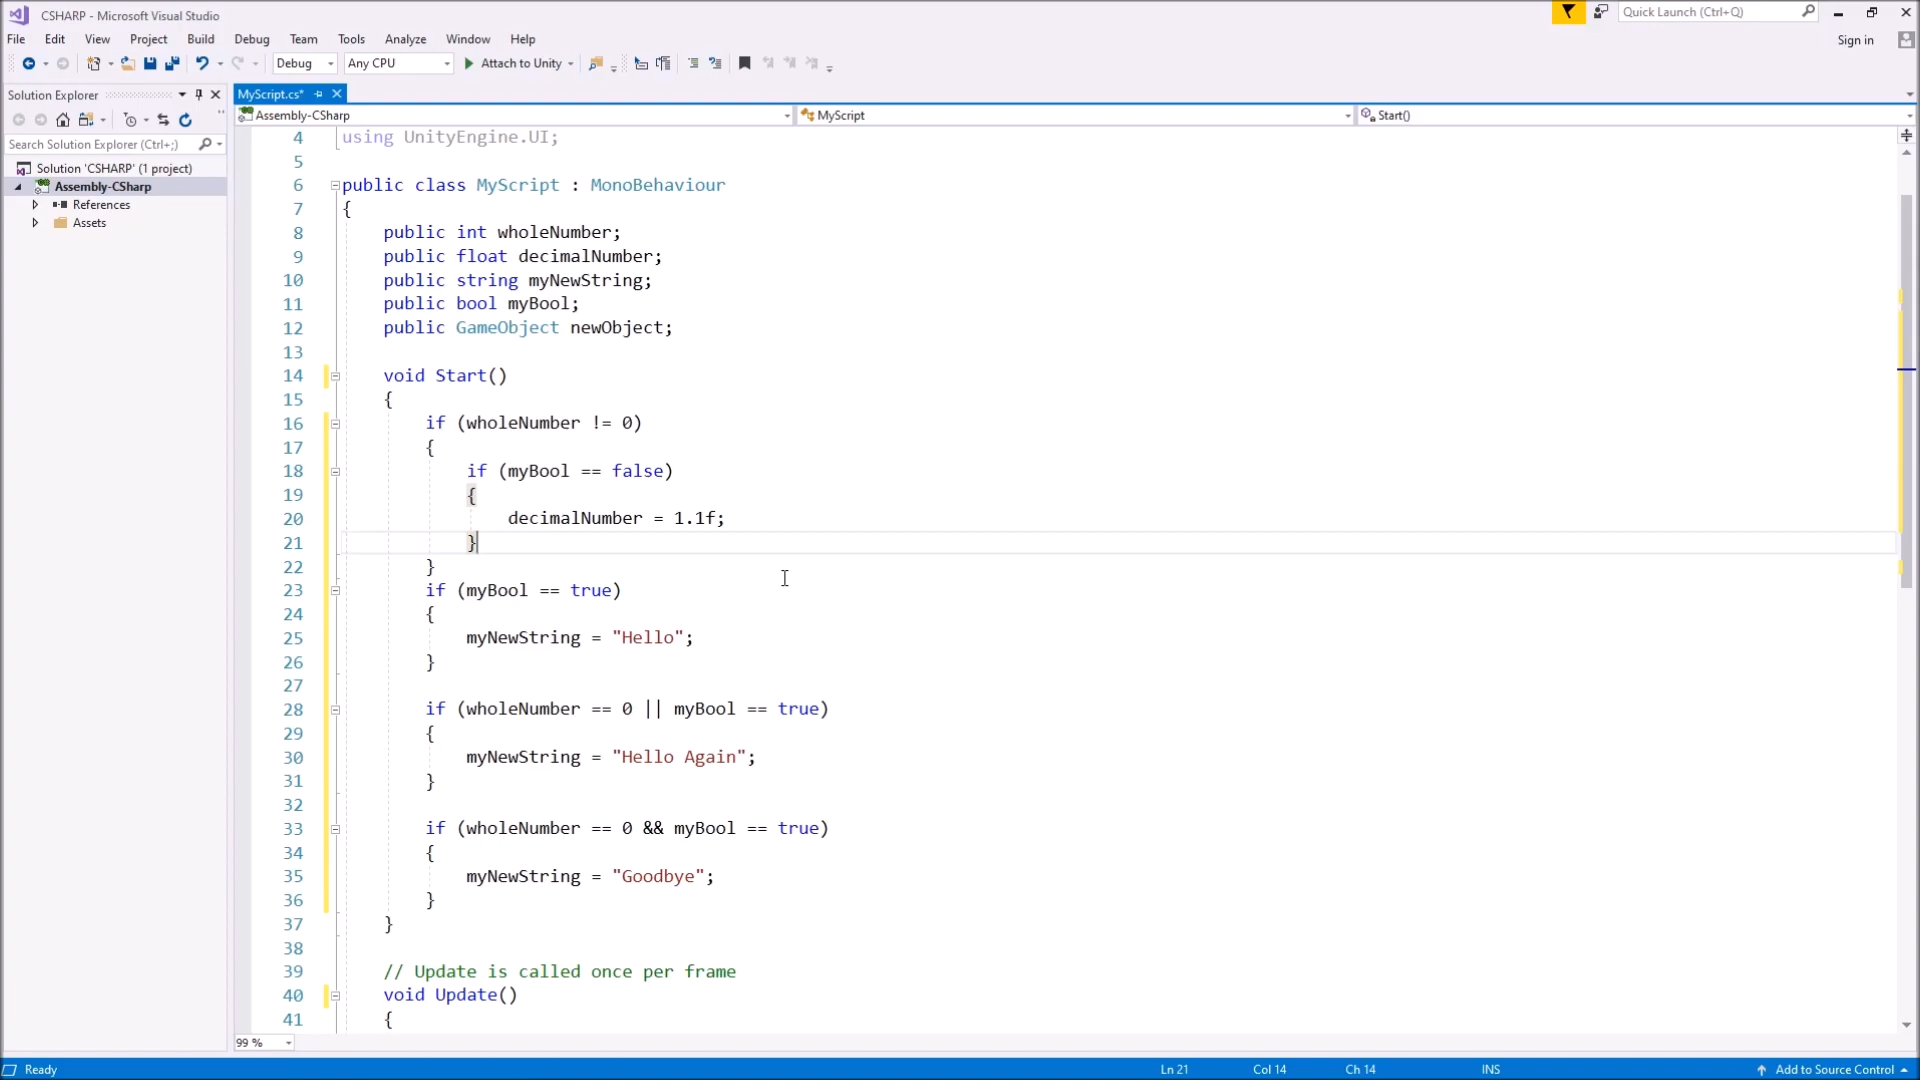 CSHARP - Microsoft Visual Studio
Quick Launch (Ctrl+Q)
File Edit View Project Build Debug Team Tools Analyze Window Help
Sign in
Debug Any CPU Attach to Unity
Solution Explorer
MyScript.cs*
Assembly-CSharp MyScript Start()
Search Solution Explorer (Ctrl+;)
Solution 'CSHARP' (1 project)
Assembly-CSharp
References
Assets
4 using UnityEngine.UI;
5
6 public class MyScript : MonoBehaviour
7 {
8 public int wholeNumber;
9 public float decimalNumber;
10 public string myNewString;
11 public bool myBool;
12 public GameObject newObject;
13
14 void Start()
15 {
16 if (wholeNumber != 0)
17 {
18 if (myBool == false)
19 {
20 decimalNumber = 1.1f;
21 }
22 }
23 if (myBool == true)
24 {
25 myNewString = "Hello";
26 }
27
28 if (wholeNumber == 0 || myBool == true)
29 {
30 myNewString = "Hello Again";
31 }
32
33 if (wholeNumber == 0 && myBool == true)
34 {
35 myNewString = "Goodbye";
36 }
37 }
38
39 // Update is called once per frame
40 void Update()
41 {
99 %
Ready Ln 21 Col 14 Ch 14 INS Add to Source Control